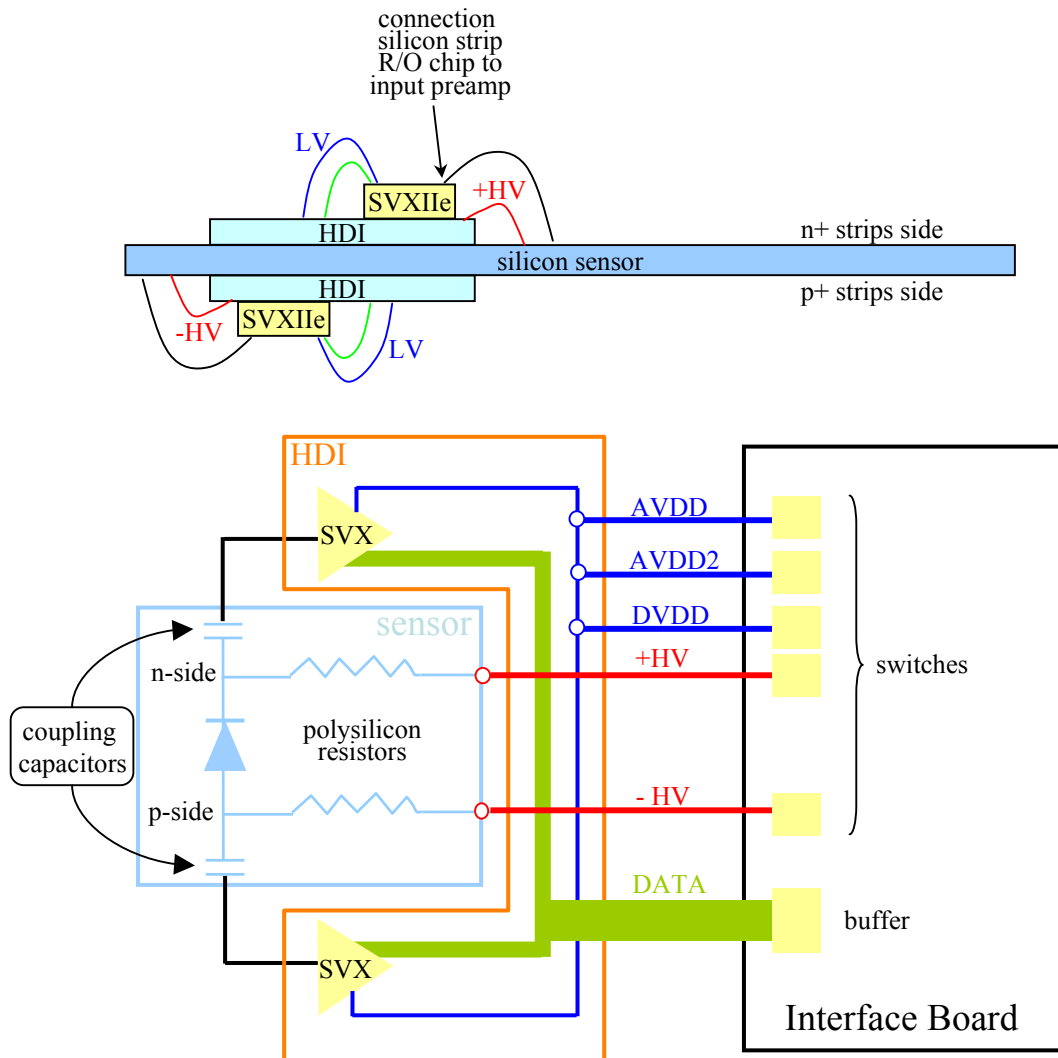 connection
silicon strip
R/O chip to
input preamp
LV
SVXIIe
+HV
HDI
n+ strips side
silicon sensor
HDI
p+ strips side
-HV
SVXIIe
LV
HDI
SVX
AVDD
AVDD2
DVDD
sensor
+HV
n-side
switches
coupling
capacitors
polysilicon
resistors
p-side
- HV
DATA
buffer
SVX
Interface Board